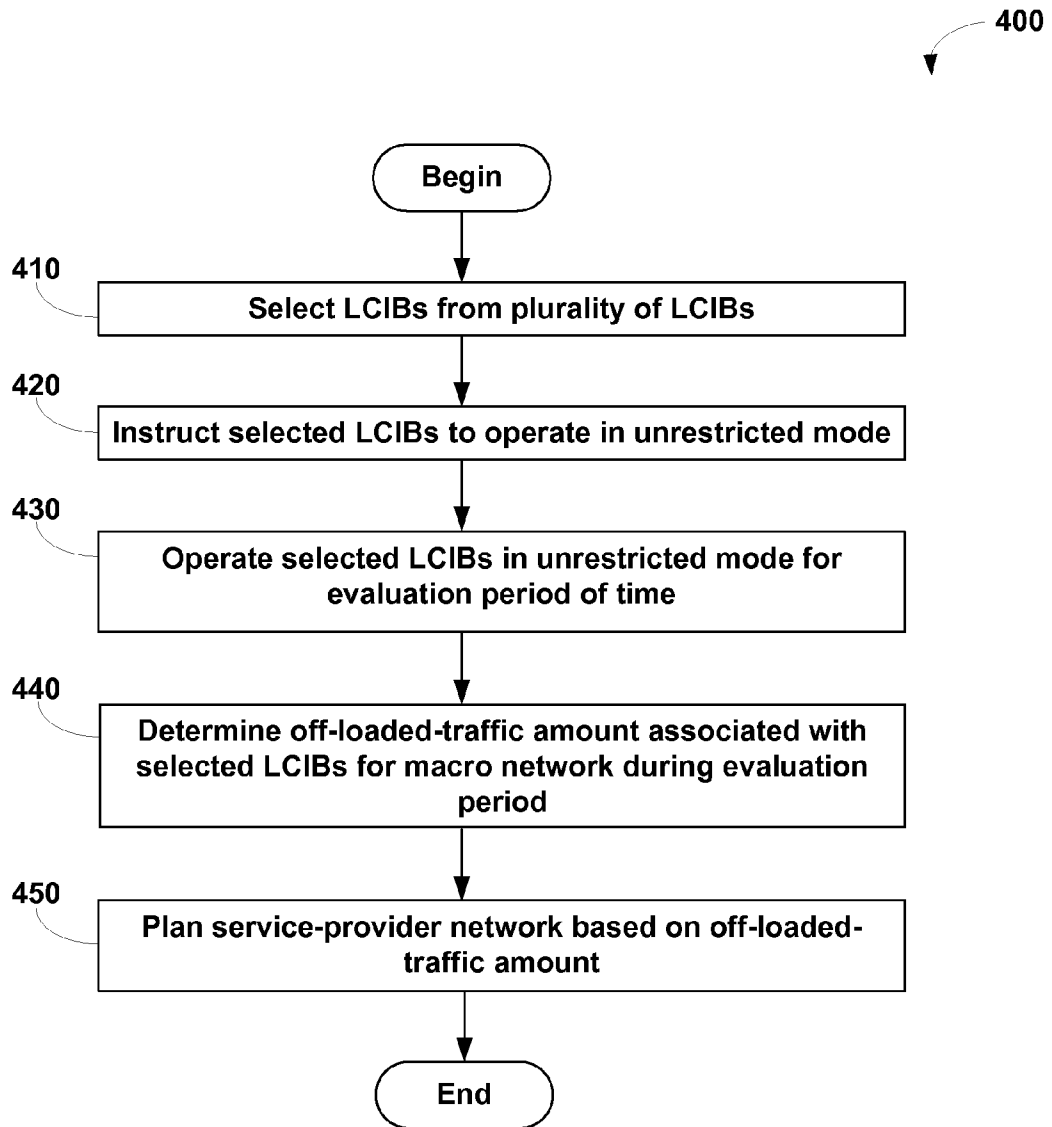 400
Begin
410
Select LCIBs from plurality of LCIBs
420
Instruct selected LCIBs to operate in unrestricted mode
430
Operate selected LCIBs in unrestricted mode for
evaluation period of time
440
Determine off-loaded-traffic amount associated with
selected LCIBs for macro network during evaluation
period
450
Plan service-provider network based on off-loaded-
traffic amount
End